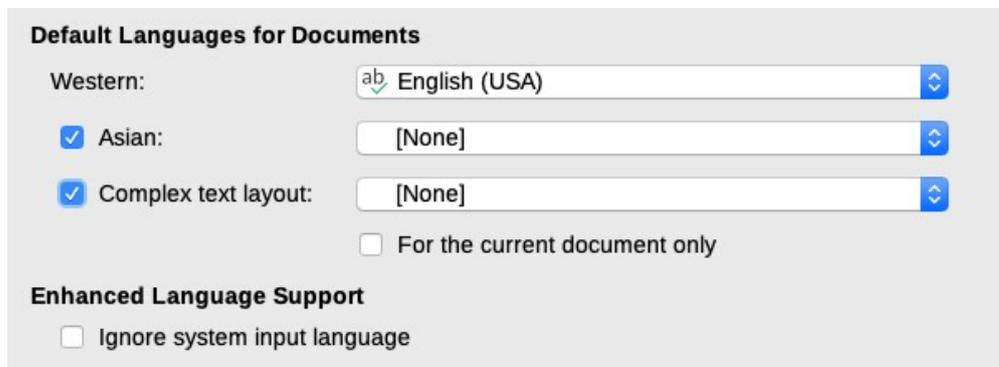 Default Languages for Documents
Western: ab English (USA)
Asian: [None]
Complex text layout: [None]
For the current document only
Enhanced Language Support
Ignore system input language